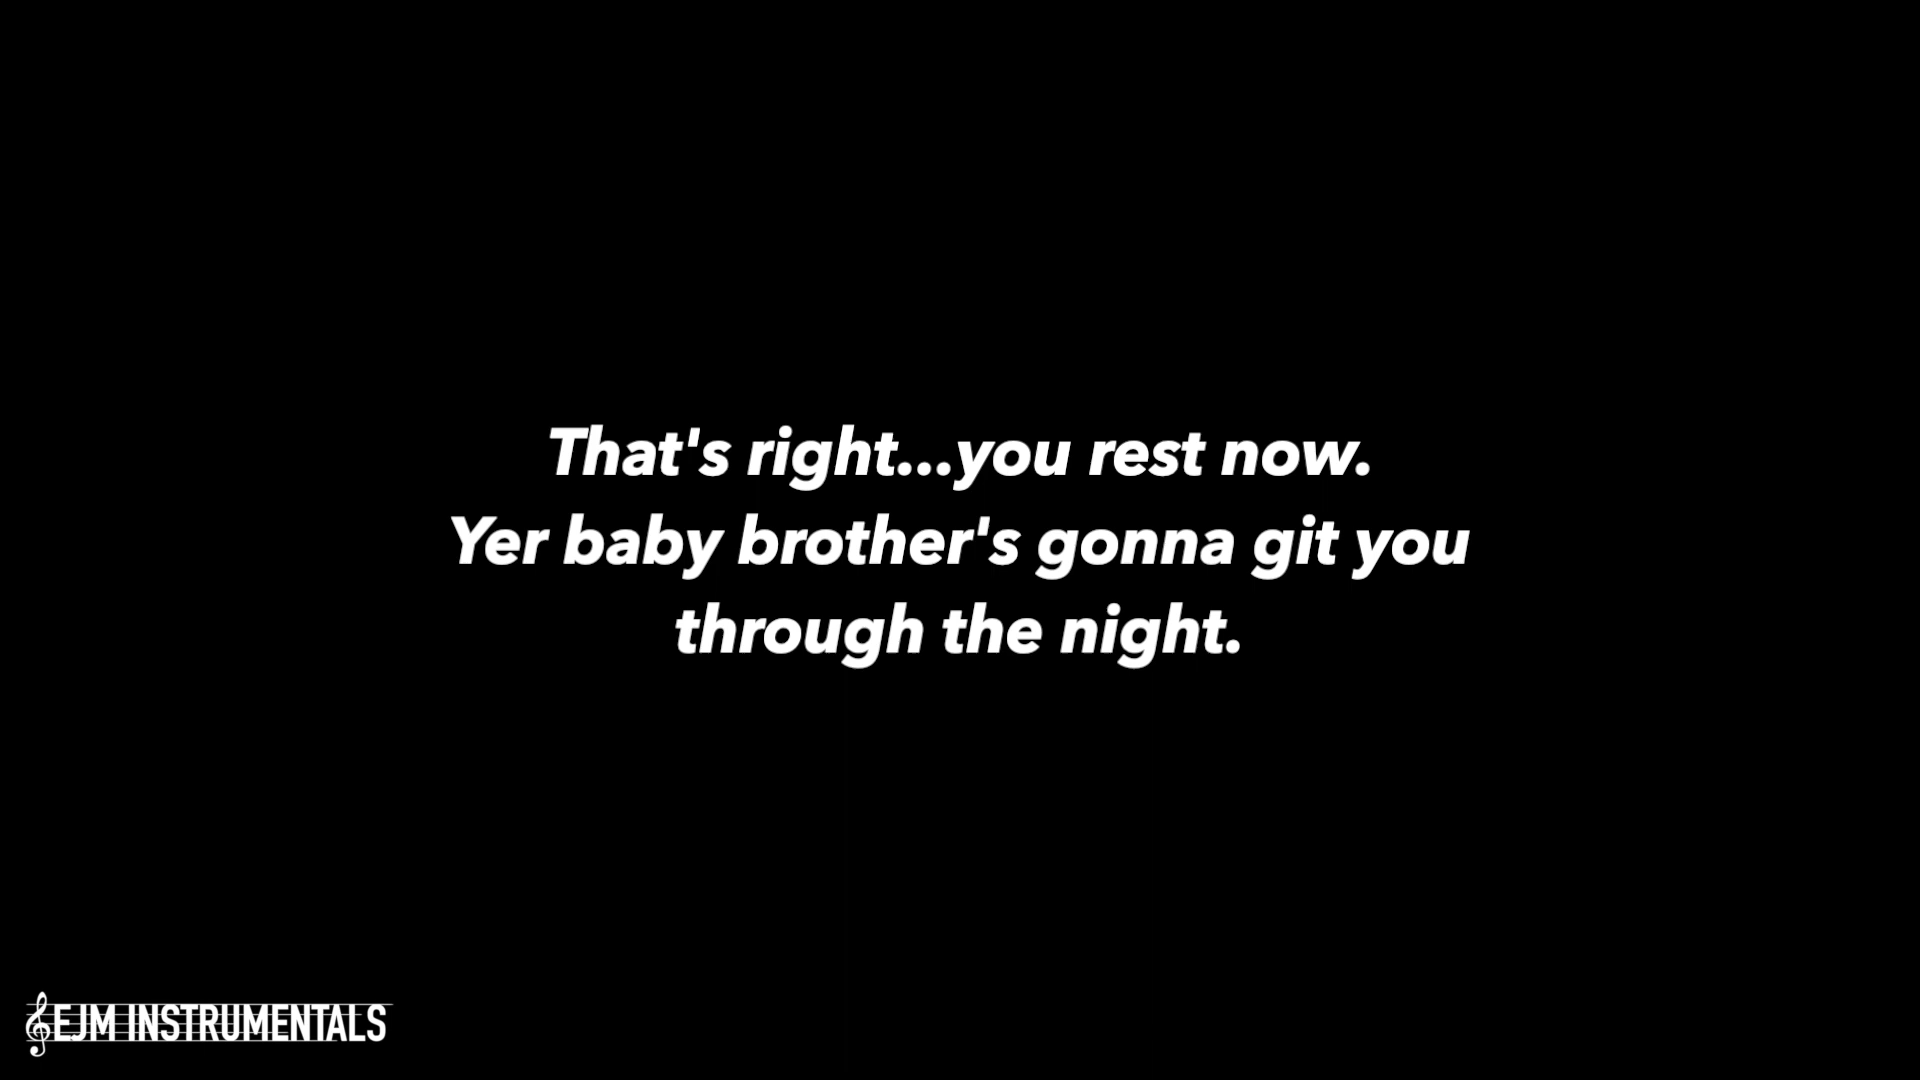 That's right...you rest now.
Yer baby brother's gonna git you
through the night.
EJM INSTRUMENTALS